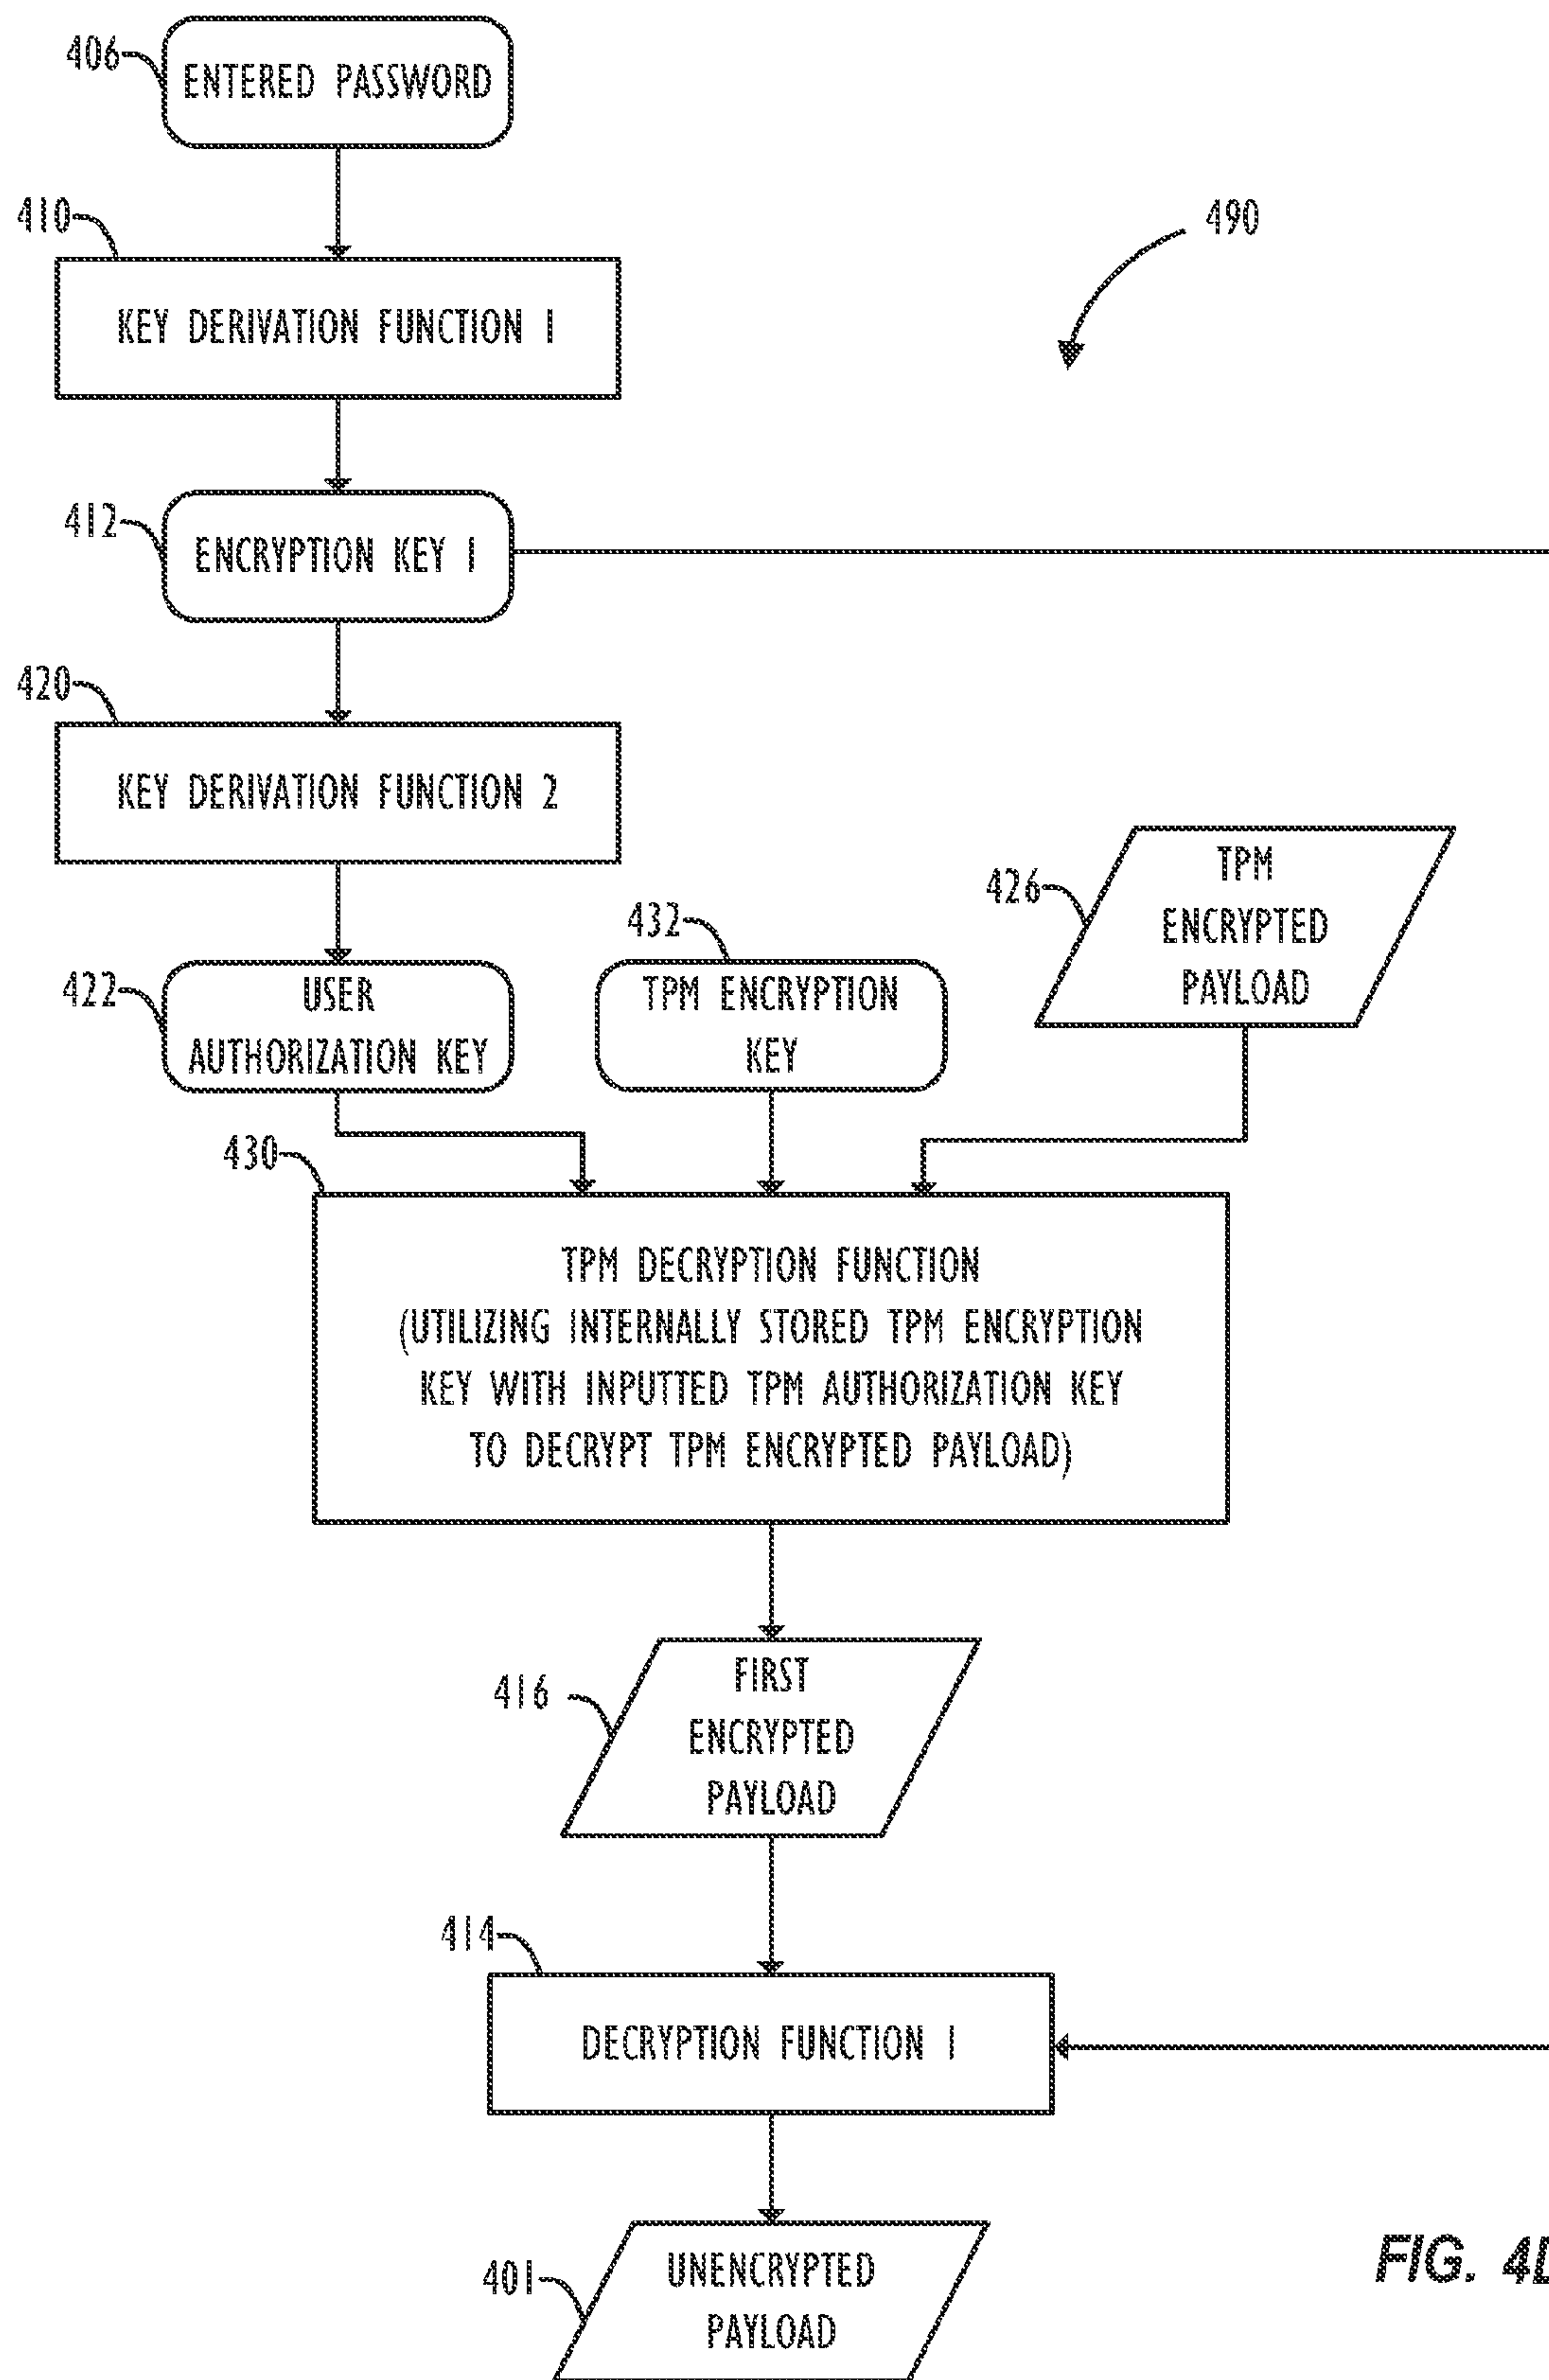 406
ENTERED PASSWORD
410
490
KEY DERIVATION FUNCTION 1
412
ENCRYPTION KEY 1
420
KEY DERIVATION FUNCTION 2
426
TPM
ENCRYPTED
PAYLOAD
432
422
USER
AUTHORIZATION KEY
TPM ENCRYPTION
KEY
430
TPM DECRYPTION FUNCTION
(UTILIZING INTERNALLY STORED TPM ENCRYPTION
KEY WITH INPUTTED TPM AUTHORIZATION KEY
TO DECRYPT TPM ENCRYPTED PAYLOAD)
416
FIRST
ENCRYPTED
PAYLOAD
414
DECRYPTION FUNCTION 1
401
UNENCRYPTED
PAYLOAD
FIG.